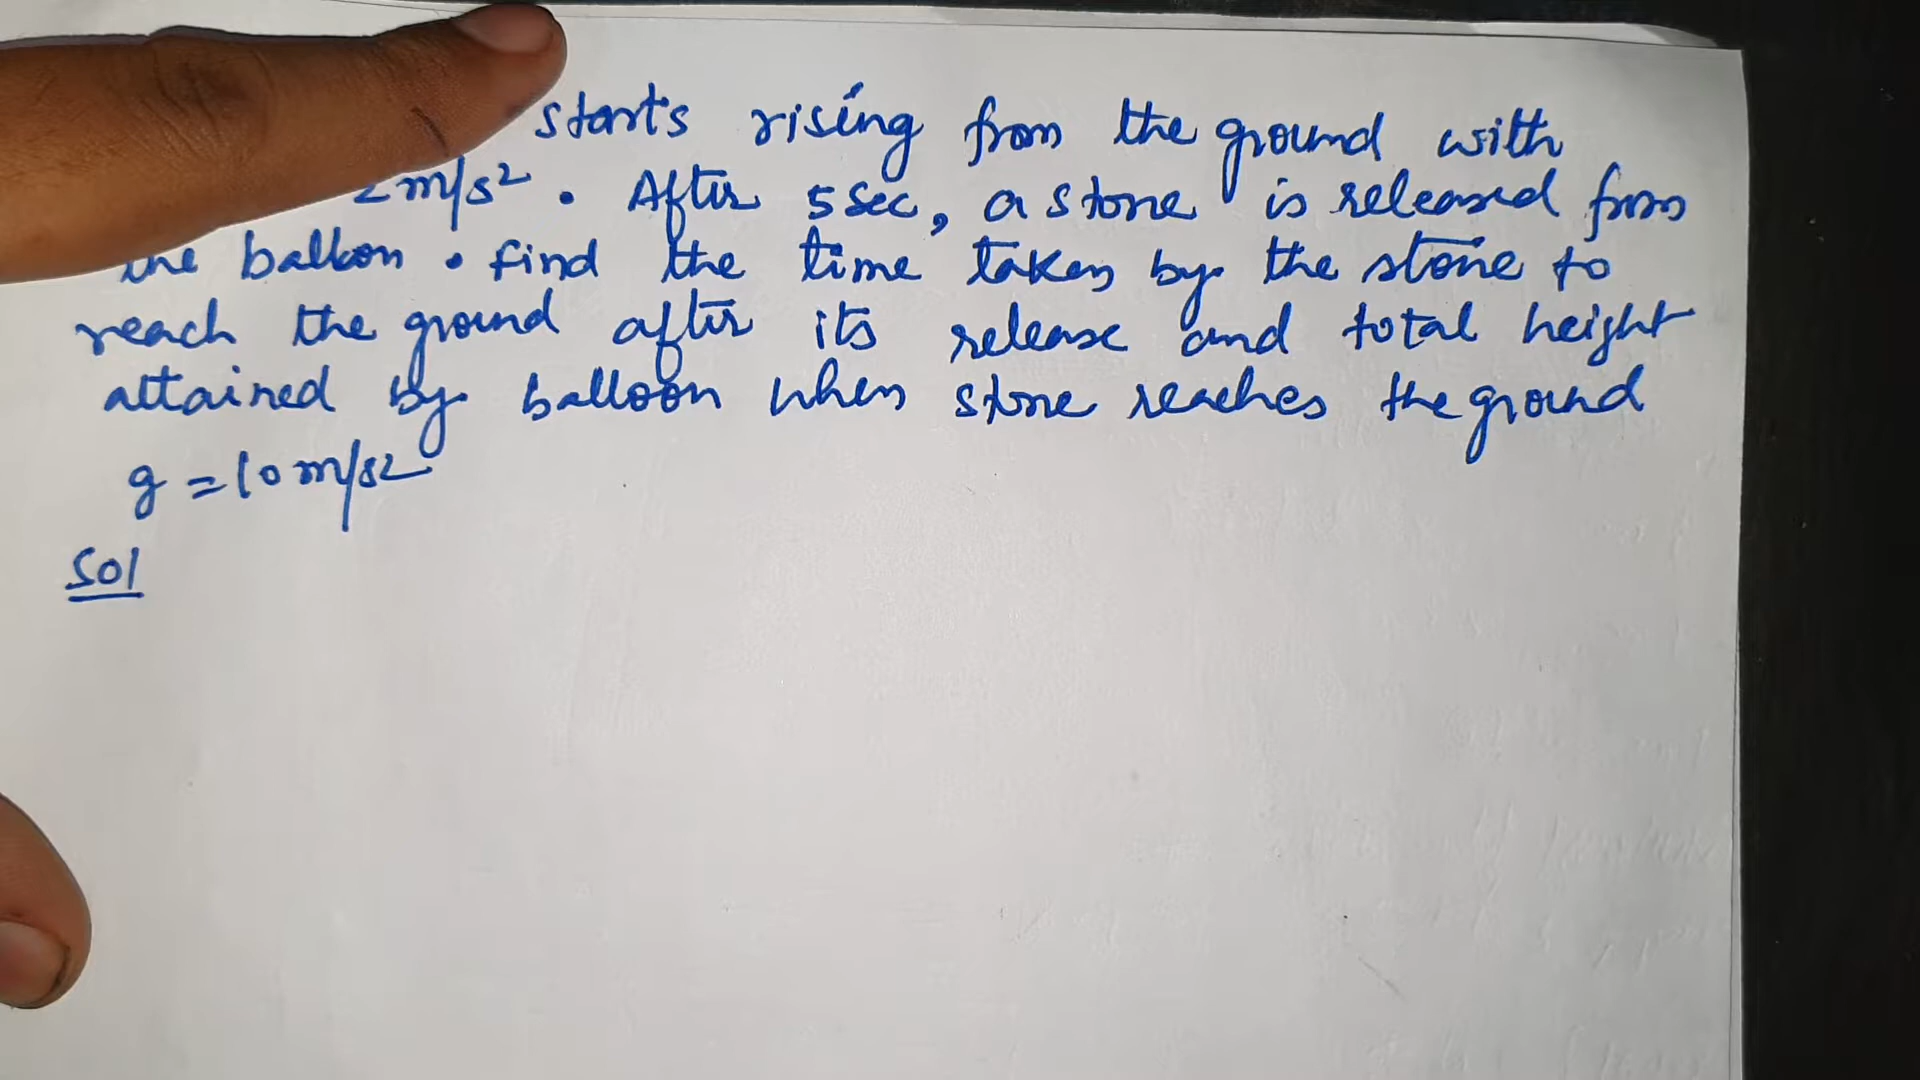 starts rising from the ground with
2m/s². After 5 sec, a stone is released from
the balloon. find the time taken by the stone to
reach the ground after its release and total height
attained by balloon when stone reaches the ground
g = 10 m/s²
Sol